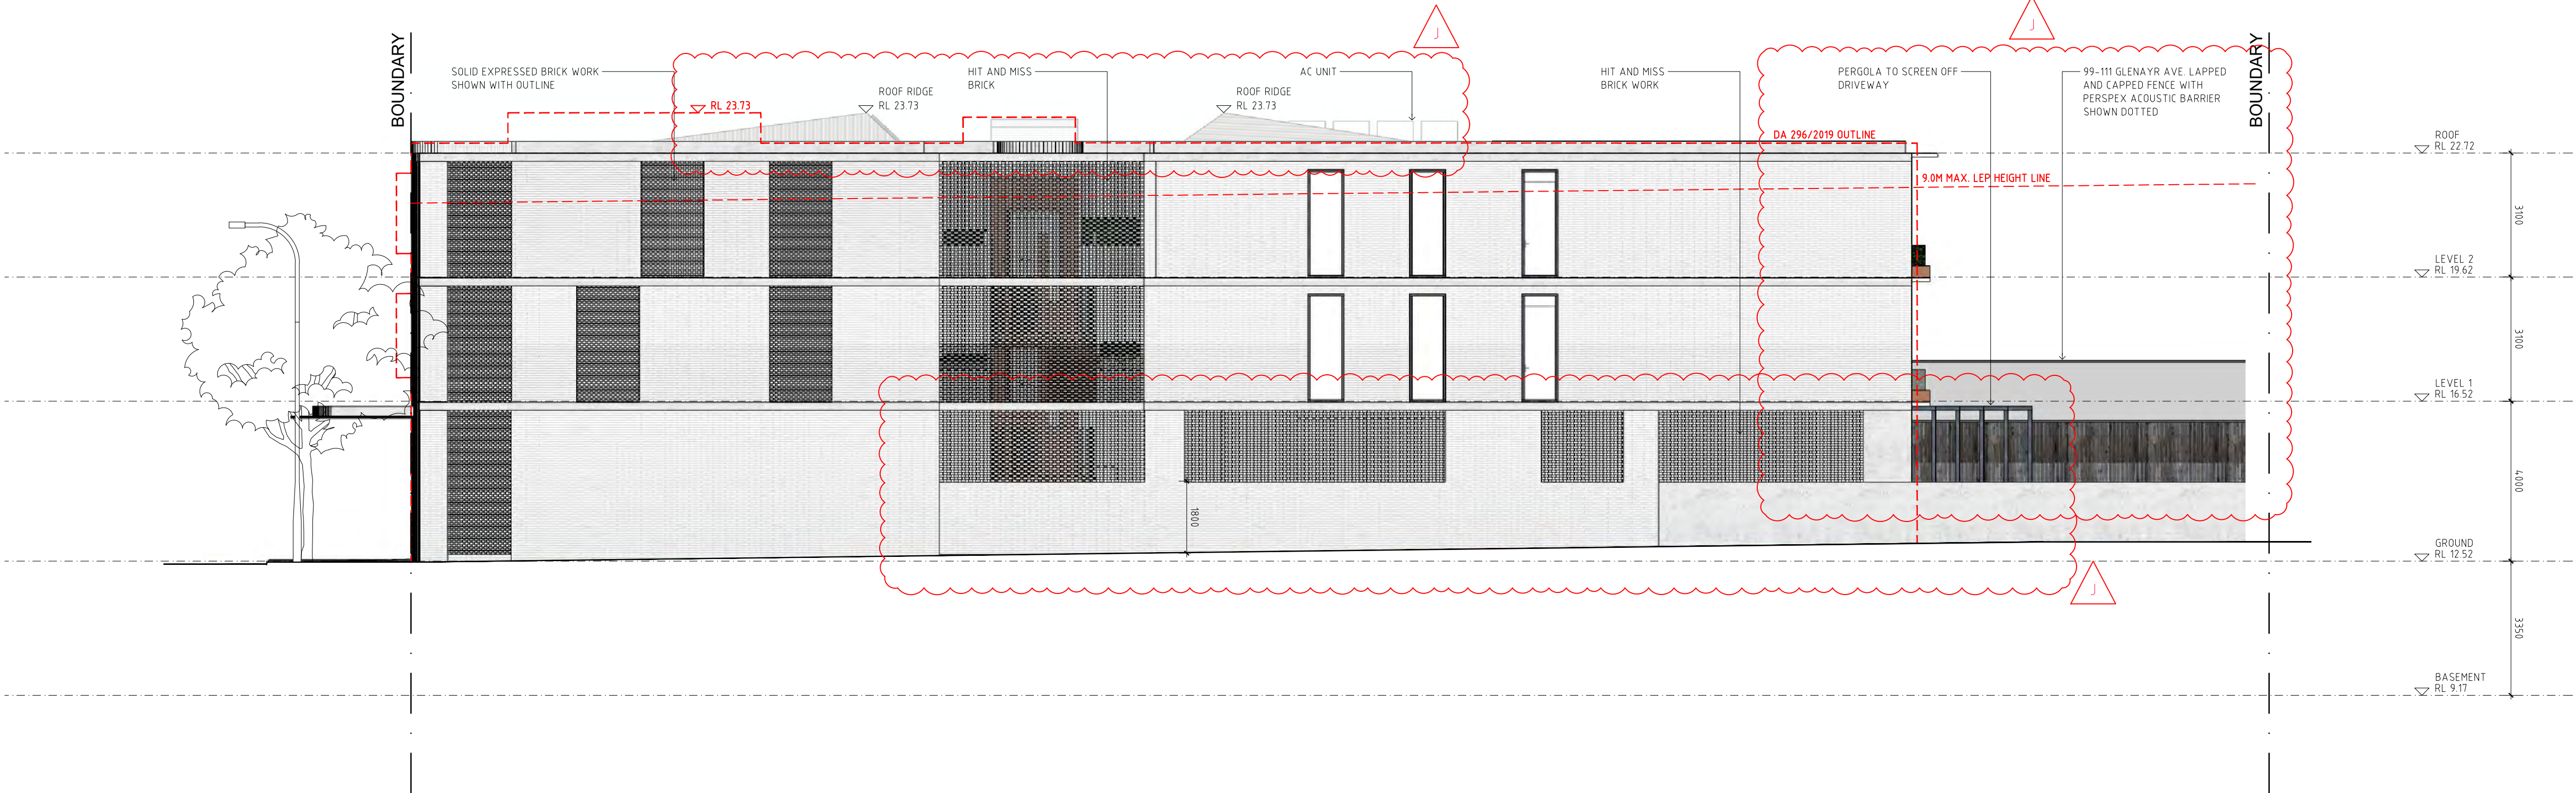 BOUNDARY
SOLID EXPRESSED BRICK WORK
SHOWN WITH OUTLINE
RL 23.73
ROOF RIDGE
RL 23.73
HIT AND MISS
BRICK
ROOF RIDGE
RL 23.73
AC UNIT
J
HIT AND MISS
BRICK WORK
DA 296/2019 OUTLINE
PERGOLA TO SCREEN OFF
DRIVEWAY
J
99-111 GLENAYR AVE. LAPPED
AND CAPPED FENCE WITH
PERSPEX ACOUSTIC BARRIER
SHOWN DOTTED
BOUNDARY
9.0M MAX. LEP HEIGHT LINE
ROOF
RL 22.72
3100
LEVEL 2
RL 19.62
3100
LEVEL 1
RL 16.52
4000
1800
GROUND
RL 12.52
J
3350
BASEMENT
RL 9.17